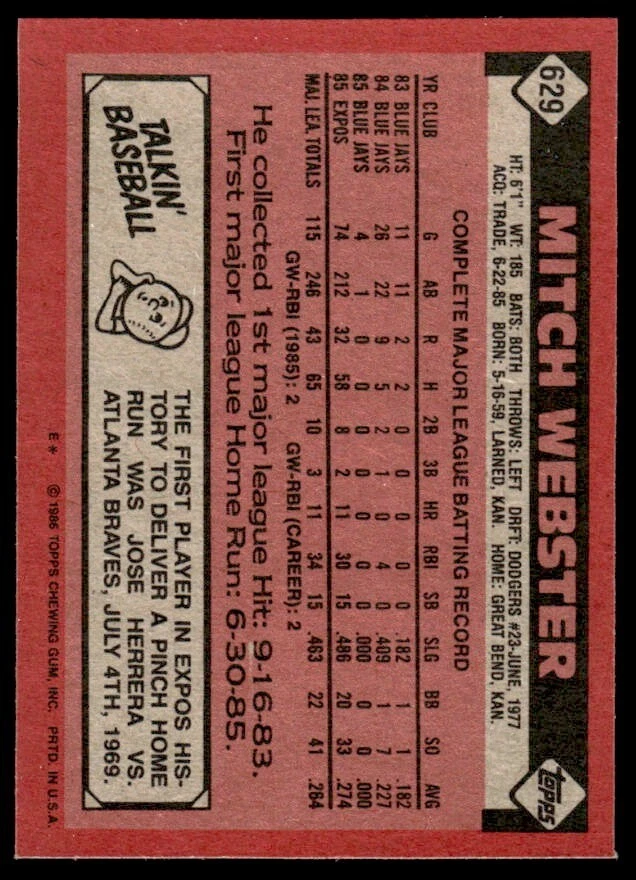 629
MITCH WEBSTER
topps
HT: 6'1" WT: 185 BATS: BOTH THROWS: LEFT DRFT: DODGERS #23-JUNE, 1977
ACQ: TRADE, 6-22-85 BORN: 5-16-59, LARNED, KAN. HOME: GREAT BEND, KAN.
COMPLETE MAJOR LEAGUE BATTING RECORD
YR CLUB G AB R H 2B 3B HR RBI SB SLG BB SO AVG
83 BLUE JAYS 11 11 2 2 0 0 0 0 0 .182 1 1 .182
84 BLUE JAYS 26 22 9 5 2 1 0 4 0 .409 1 7 .227
85 BLUE JAYS 4 1 0 0 0 0 0 0 0 .000 0 0 .000
85 EXPOS 74 212 32 58 8 2 11 30 15 .486 20 33 .274
MAJ. LEA. TOTALS 115 246 43 65 10 3 11 34 15 .463 22 41 .264
GW-RBI (1985): 2 GW-RBI (CAREER): 2
He collected 1st major league Hit: 9-16-83.
First major league Home Run: 6-30-85.
TALKIN'
BASEBALL
THE FIRST PLAYER IN EXPOS HIS-
TORY TO DELIVER A PINCH HOME
RUN WAS JOSE HERRERA VS.
ATLANTA BRAVES, JULY 4TH, 1969.
E* © 1986 TOPPS CHEWING GUM, INC. PRTD. IN U.S.A.